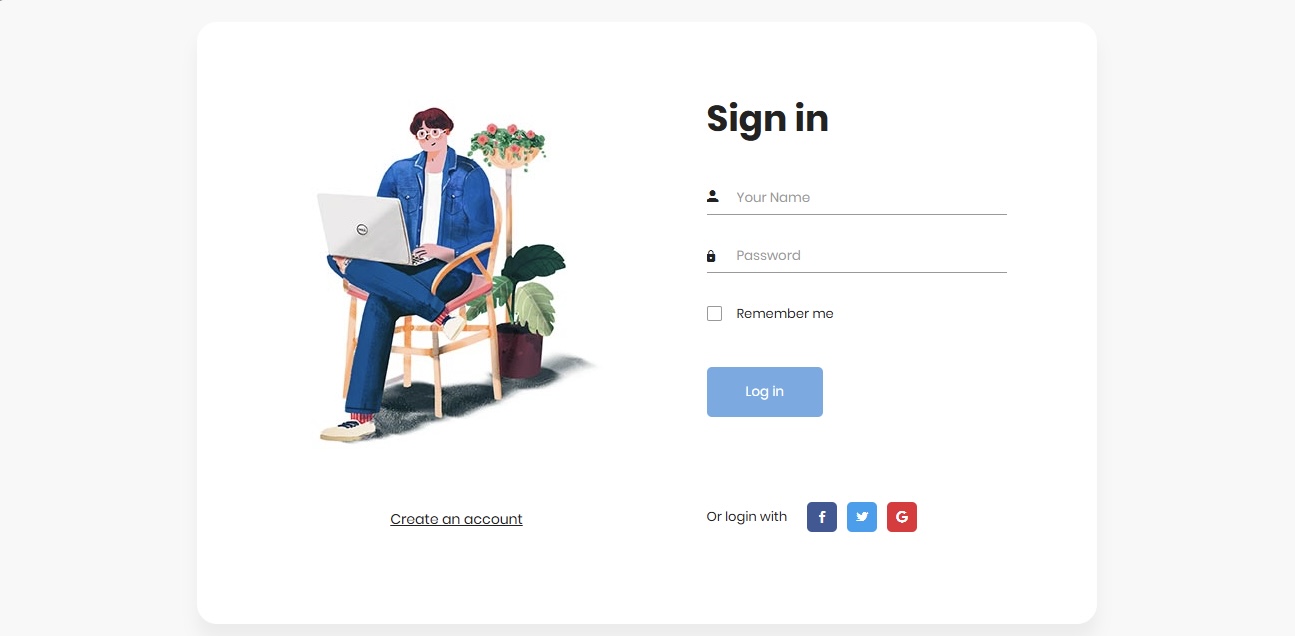 Sign in
Your Name
Password
Remember me
Log in
Create an account
Or login with